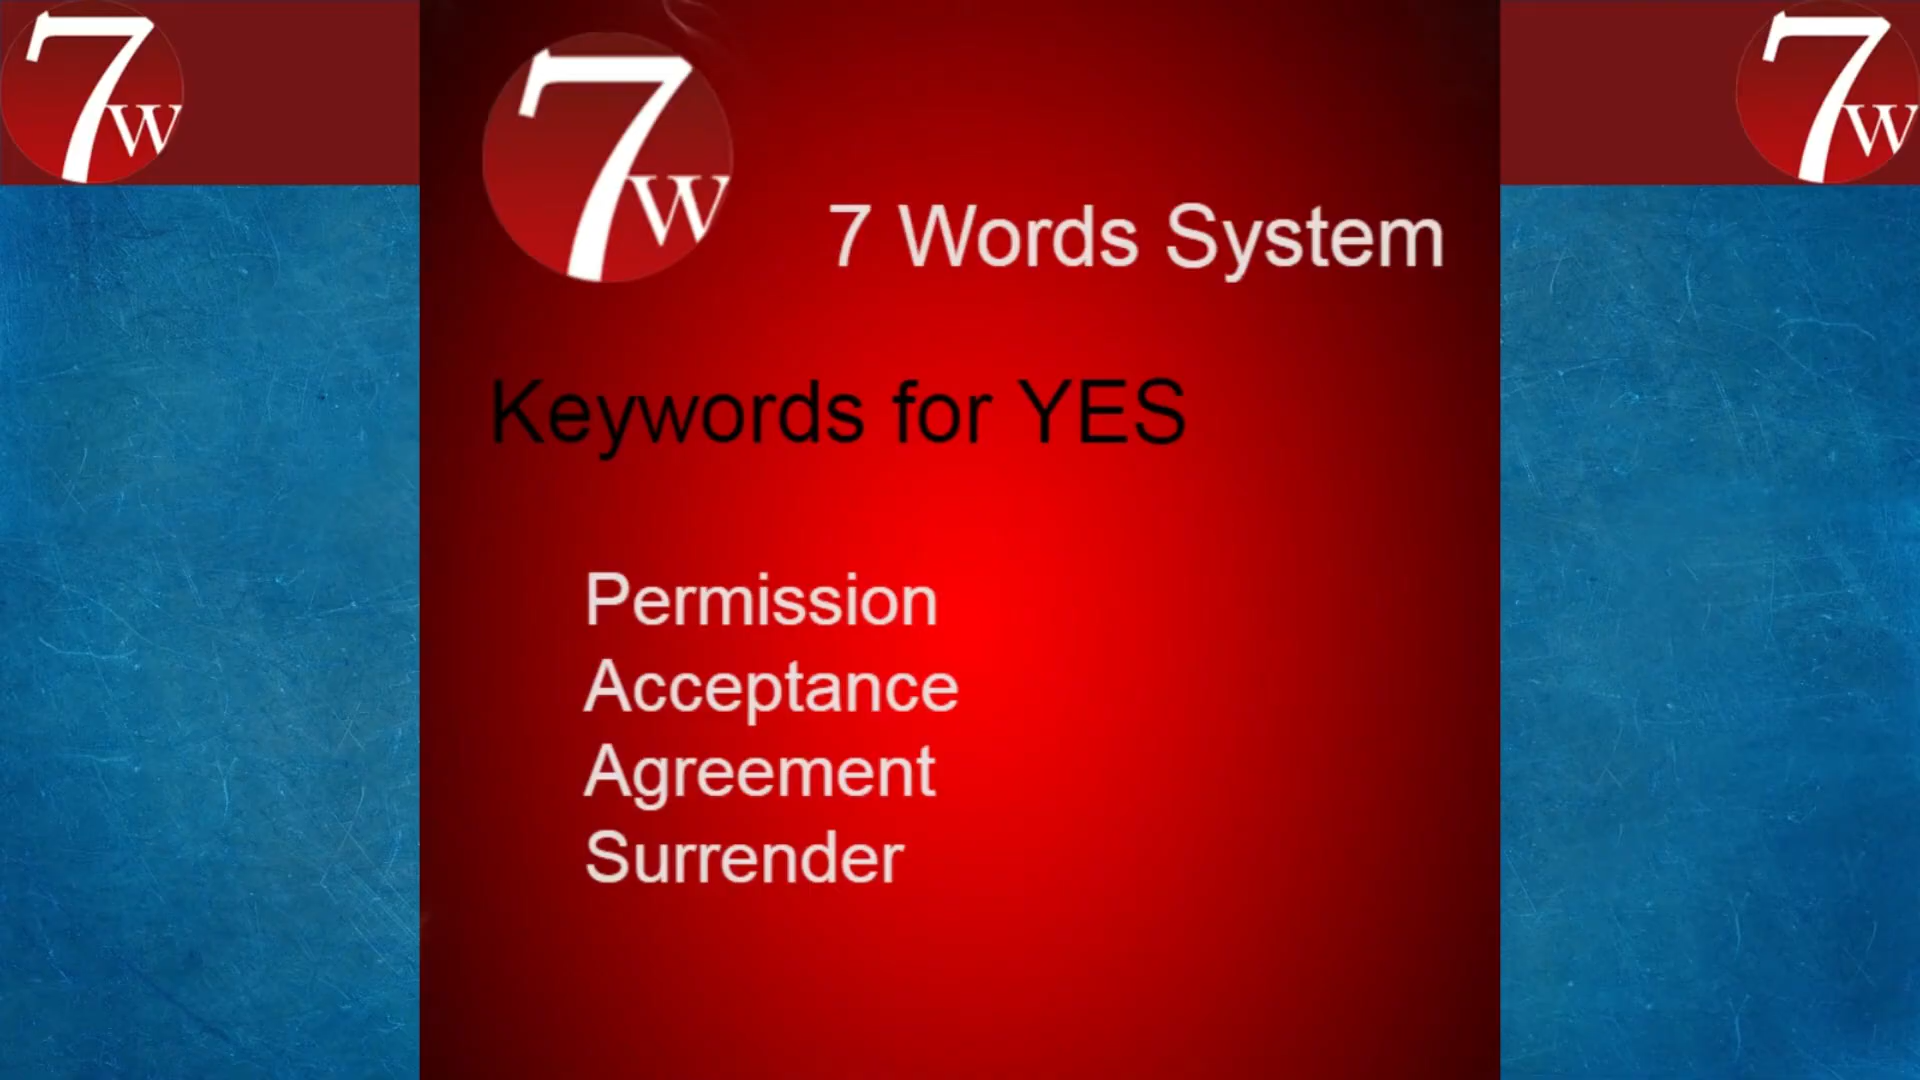 7w
7w
7w
7 Words System
Keywords for YES
Permission
Acceptance
Agreement
Surrender